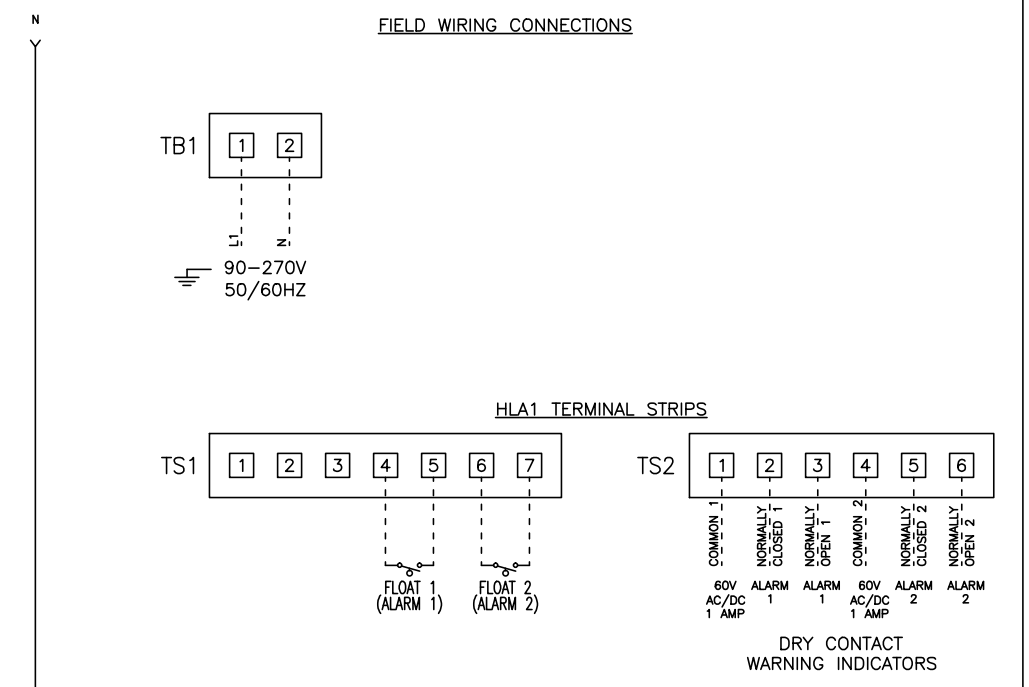 N
FIELD WIRING CONNECTIONS
TB1
1 2
L1 N
90-270V
50/60HZ
HLA1 TERMINAL STRIPS
TS1
1 2 3 4 5 6 7
FLOAT 1
(ALARM 1)
FLOAT 2
(ALARM 2)
TS2
1 2 3 4 5 6
COMMON 1
NORMALLY
CLOSED 1
NORMALLY
OPEN 1
COMMON 2
NORMALLY
CLOSED 2
NORMALLY
OPEN 2
60V
AC/DC
1 AMP
ALARM
1
ALARM
1
60V
AC/DC
1 AMP
ALARM
2
ALARM
2
DRY CONTACT
WARNING INDICATORS